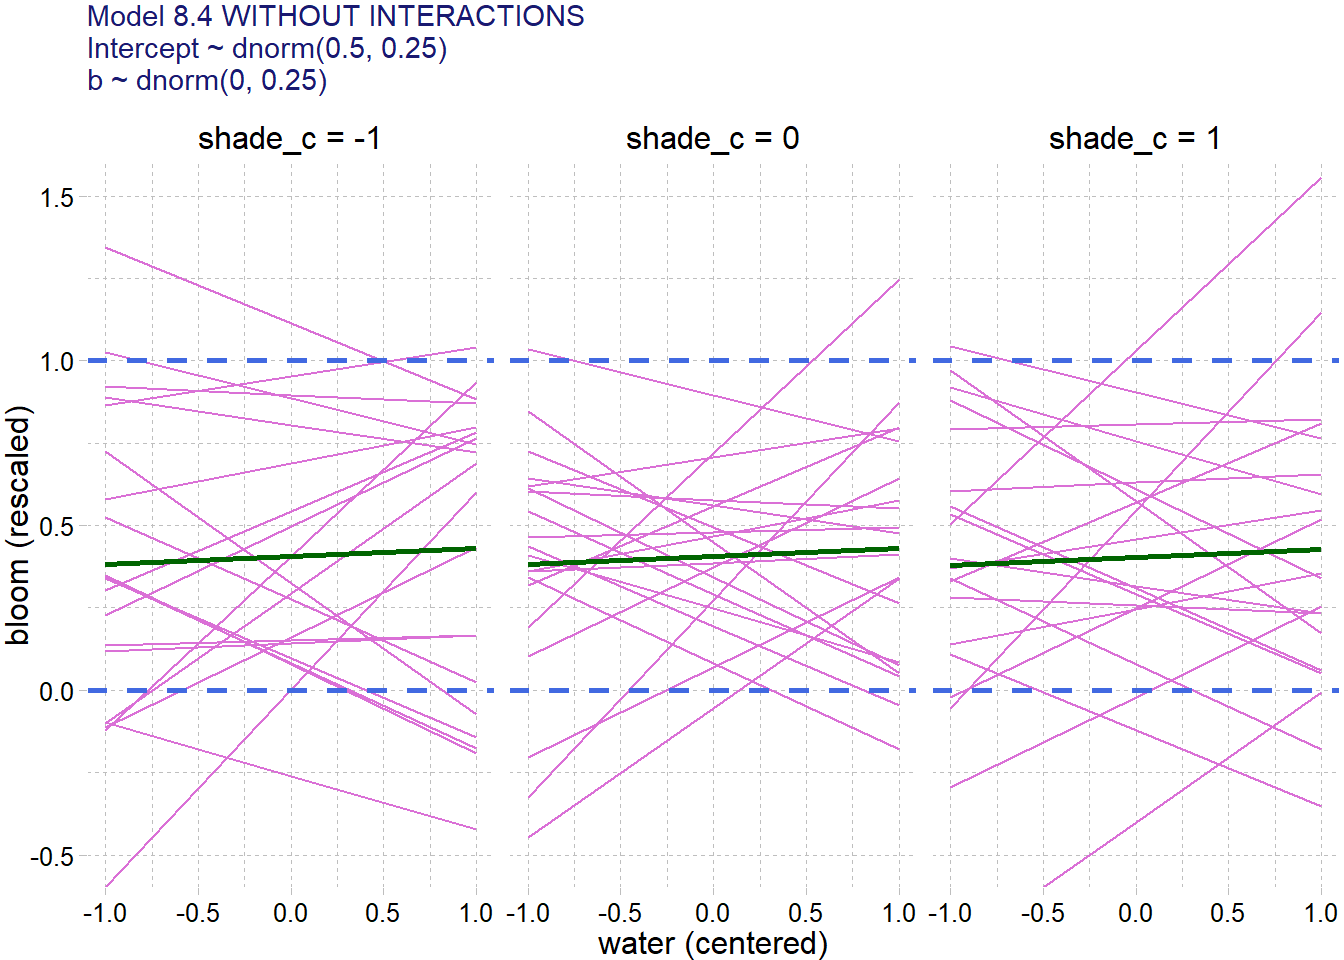 Model 8.4 WITHOUT INTERACTIONS
Intercept ~ dnorm(0.5, 0.25)
b ~ dnorm(0, 0.25)
shade_c = -1
shade_c = 0
shade_c = 1
bloom (rescaled)
1.5
1.0
0.5
0.0
-0.5
-1.0 -0.5 0.0 0.5 1.0
-1.0 -0.5 0.0 0.5 1.0
-1.0 -0.5 0.0 0.5 1.0
water (centered)